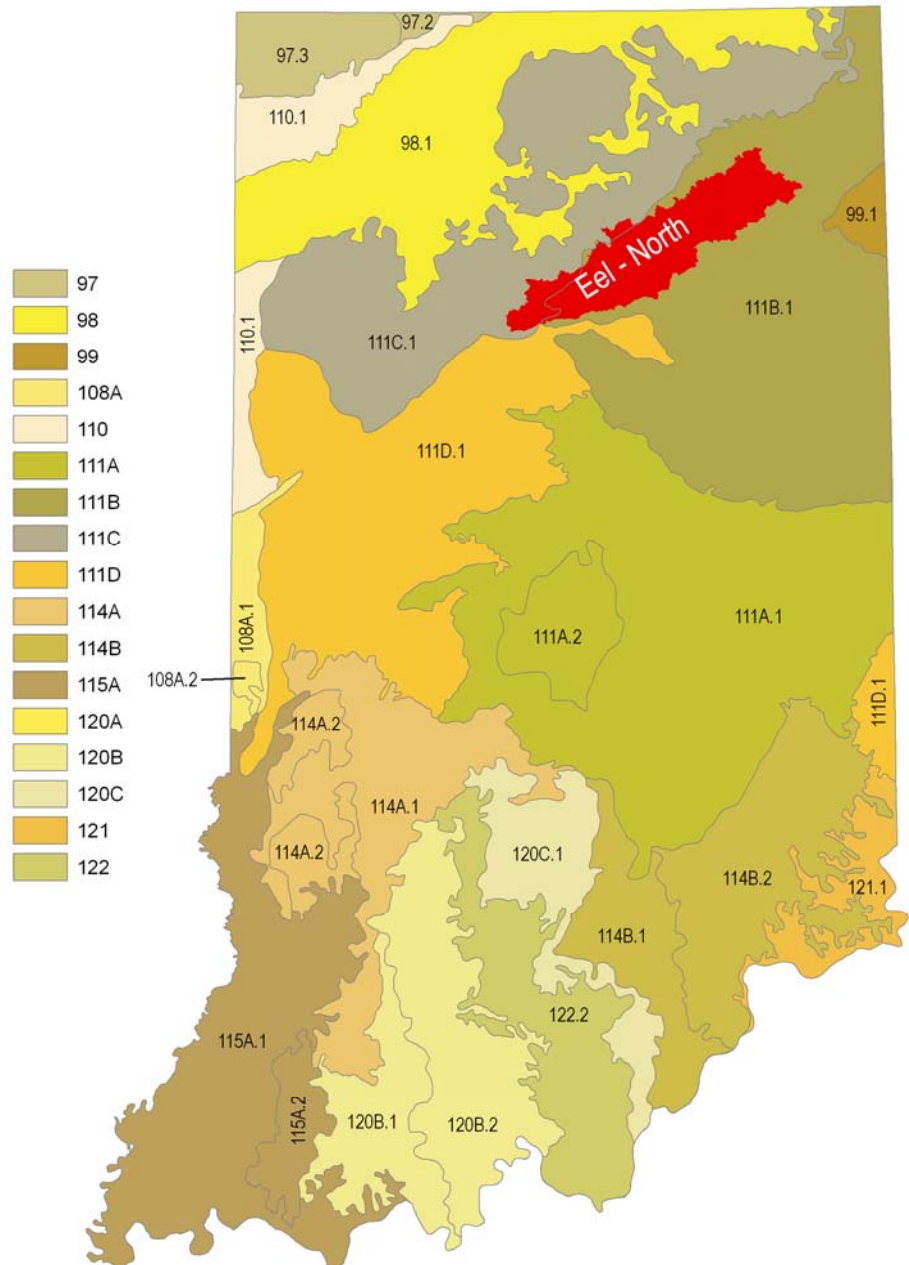 97.2
97.3
110.1
98.1
99.1
Eel - North
111B.1
110.1
111C.1
97
98
99
108A
110
111A
111B
111C
111D
114A
114B
115A
120A
120B
120C
121
122
111D.1
108A.1
108A.2
111A.2
111A.1
111D.1
114A.2
114A.1
114A.2
120C.1
114B.2
121.1
114B.1
122.2
115A.1
115A.2
120B.1
120B.2